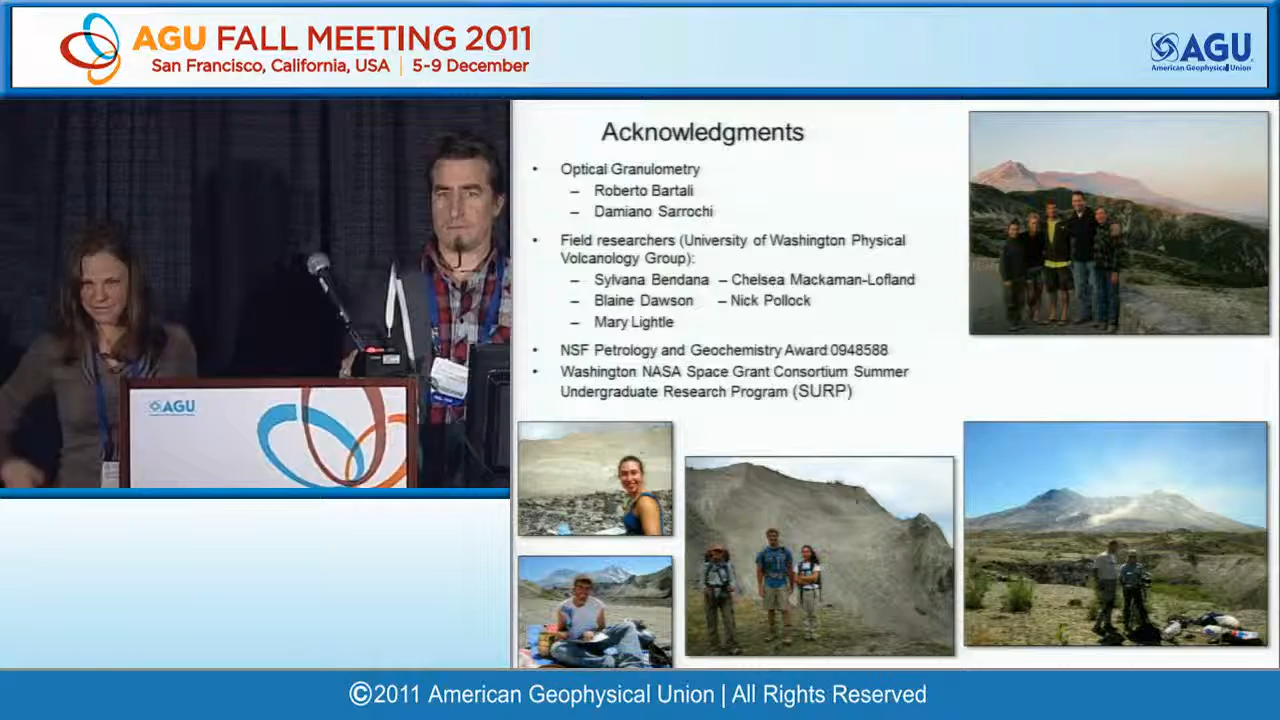 AGU FALL MEETING 2011
San Francisco, California, USA | 5-9 December
AGU
American Geophysical Union
Acknowledgments
• Optical Granulometry
– Roberto Bartali
– Damiano Sarrochi
• Field researchers (University of Washington Physical
Volcanology Group):
– Sylvana Bendana – Chelsea Mackaman-Lofland
– Blaine Dawson – Nick Pollock
– Mary Lightle
• NSF Petrology and Geochemistry Award 0948588
• Washington NASA Space Grant Consortium Summer
Undergraduate Research Program (SURP)
AGU
©2011 American Geophysical Union | All Rights Reserved